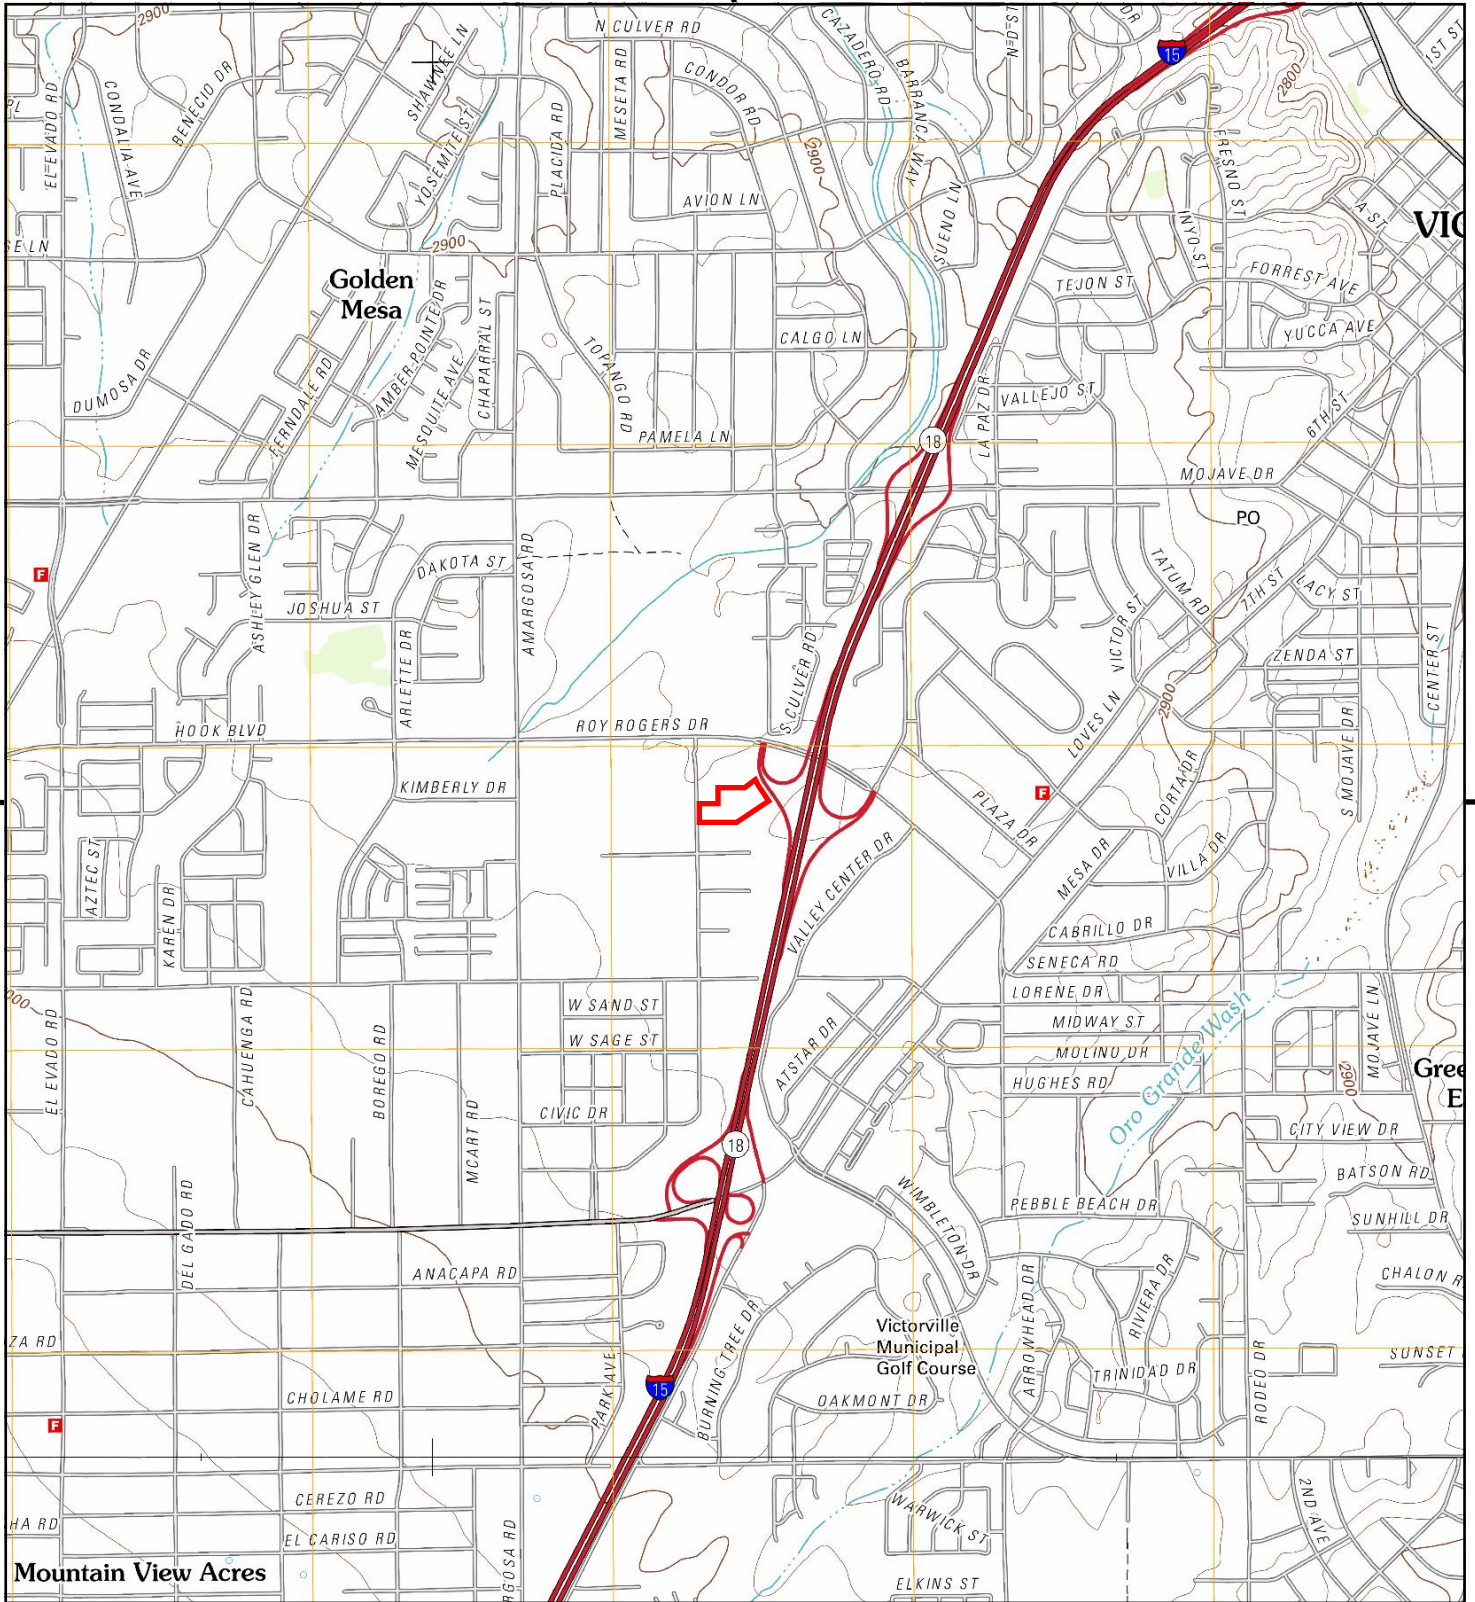 2900
N CULVER RD
CAZADERO RD
N D ST
DR
15
1ST ST
SHAWNEE LN
MESETA RD
CONDOR RD
BARRANCA WAY
2800
PL
EL EVADO RD
CONDALIA AVE
BENECIO DR
YOSEMITE ST
PLACIDA RD
2900
FRESNO ST
AVION LN
SUENO LN
INYO ST
A ST
VIC
GE LN
2900
Golden
Mesa
TEJON ST
FORREST AVE
YUCCA AVE
CALGO LN
AMBER POINTE DR
CHAPARRAL ST
TOPANGO RD
DUMOSA DR
FERNDALE RD
MESQUITE AVE
LA PAZ DR
VALLEJO ST
6TH ST
PAMELA LN
18
MOJAVE DR
PO
ASHLEY GLEN DR
DAKOTA ST
AMARGOSA RD
TATUM RD
7TH ST
LACY ST
F
JOSHUA ST
ARLETTE DR
S CULVER RD
VICTOR ST
ZENDA ST
CENTER ST
2900
HOOK BLVD
ROY ROGERS DR
LOVES LN
S MOJAVE DR
KIMBERLY DR
PLAZA DR
F
CORTA DR
AZTEC ST
KAREN DR
VALLEY CENTER DR
MESA DR
VILLA DR
CABRILLO DR
SENECA RD
000
EL EVADO RD
CAHUENGA RD
BOREGO RD
W SAND ST
LORENE DR
MOJAVE LN
W SAGE ST
ATSTAR DR
MIDWAY ST
MOLINO DR
Oro Grande Wash
HUGHES RD
2900
Gree
E
MCART RD
CIVIC DR
CITY VIEW DR
18
BATSON RD
DEL GADO RD
WIMBLETON DR
PEBBLE BEACH DR
SUNHILL DR
ANACAPA RD
CHALON R
ZA RD
BURNING TREE DR
Victorville
Municipal
Golf Course
ARROWHEAD DR
RIVIERA DR
RODEO DR
SUNSET
TRINIDAD DR
CHOLAME RD
PARK AVE
15
OAKMONT DR
F
CEREZO RD
WARWICK ST
2ND AVE
HA RD
EL CARISO RD
RGOSA RD
Mountain View Acres
ELKINS ST